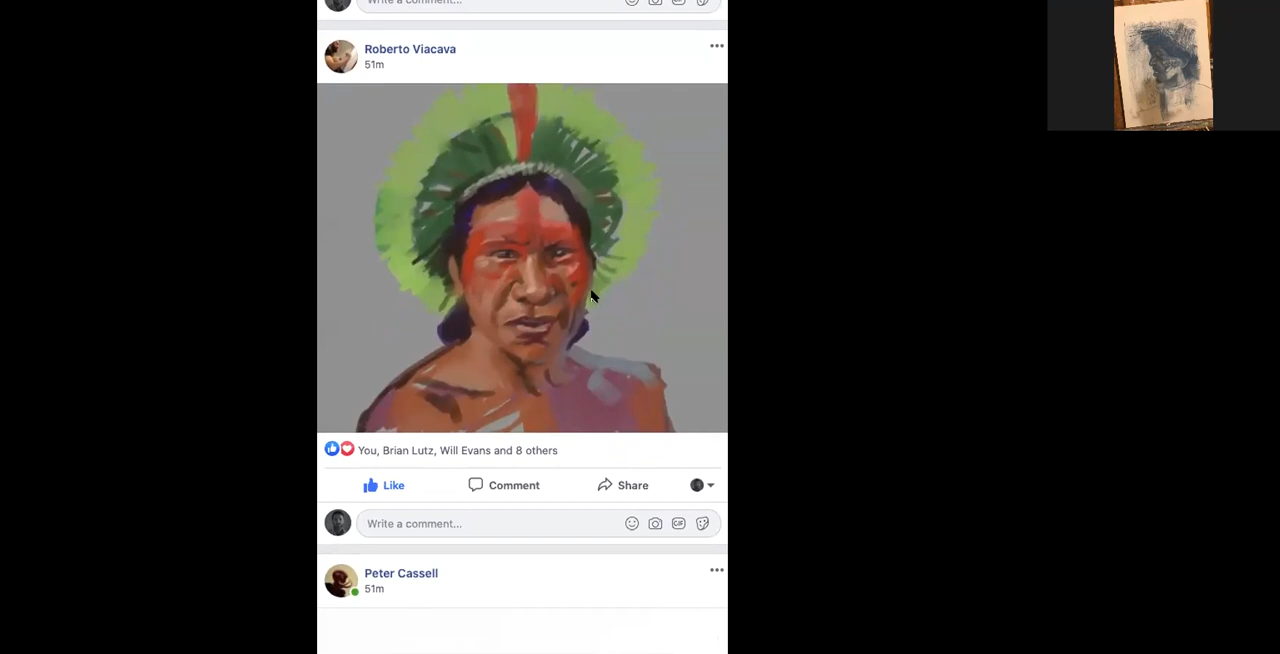 Write a comment...
Roberto Viacava
51m
You, Brian Lutz, Will Evans and 8 others
Like Comment Share
Write a comment...
GIF
Peter Cassell
51m